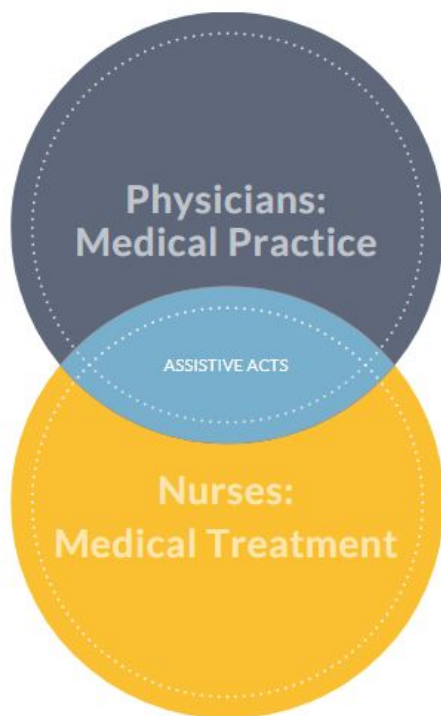 Physicians:
Medical Practice
ASSISTIVE ACTS
Nurses:
Medical Treatment